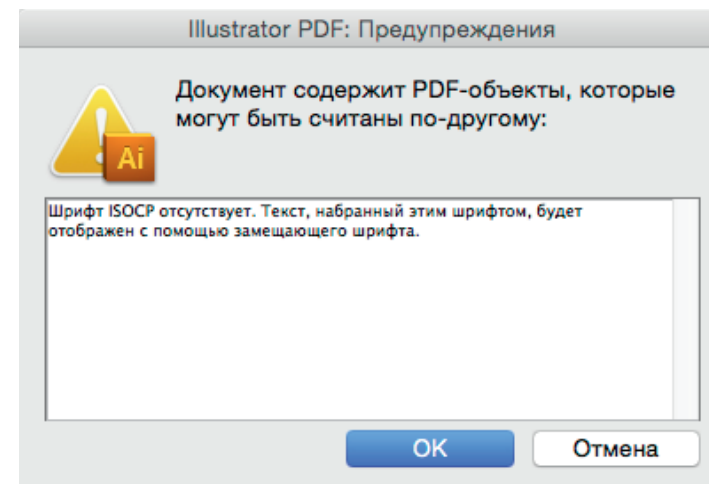 Illustrator PDF: Предупреждения
Документ содержит PDF-объекты, которые
могут быть считаны по-другому:
Ai
Шрифт ISOCP отсутствует. Текст, набранный этим шрифтом, будет
отображен с помощью замещающего шрифта.
OK
Отмена